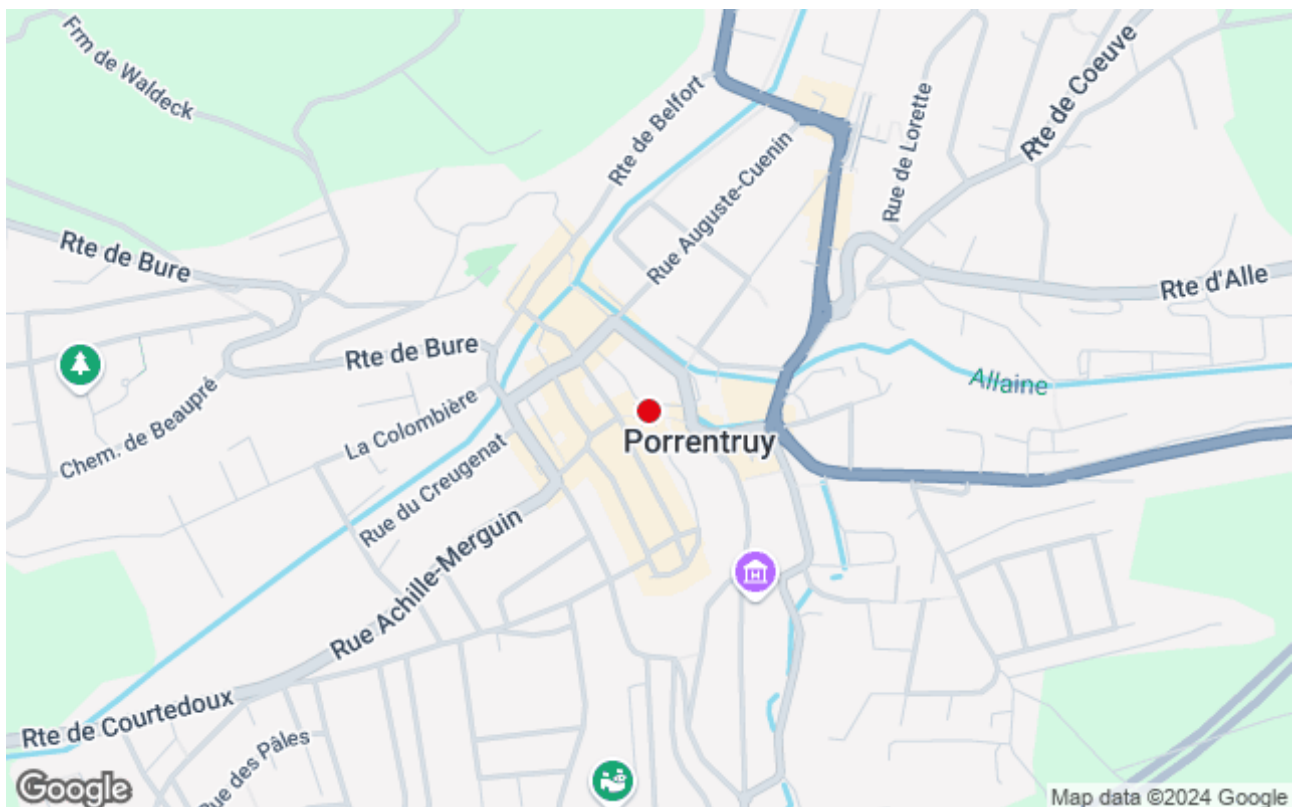 Frm de Waldeck
Rte de Belfort
Rue Auguste-Cuenin
Rue de Lorette
Rte de Coeuve
Rte de Bure
Rte d'Alle
Rte de Bure
Allaine
Chem. de Beaupré
La Colombière
Porrentruy
Rue du Creugenat
Rue Achille-Merguin
Rte de Courtedoux
Rue des Pâles
Google
Map data ©2024 Google